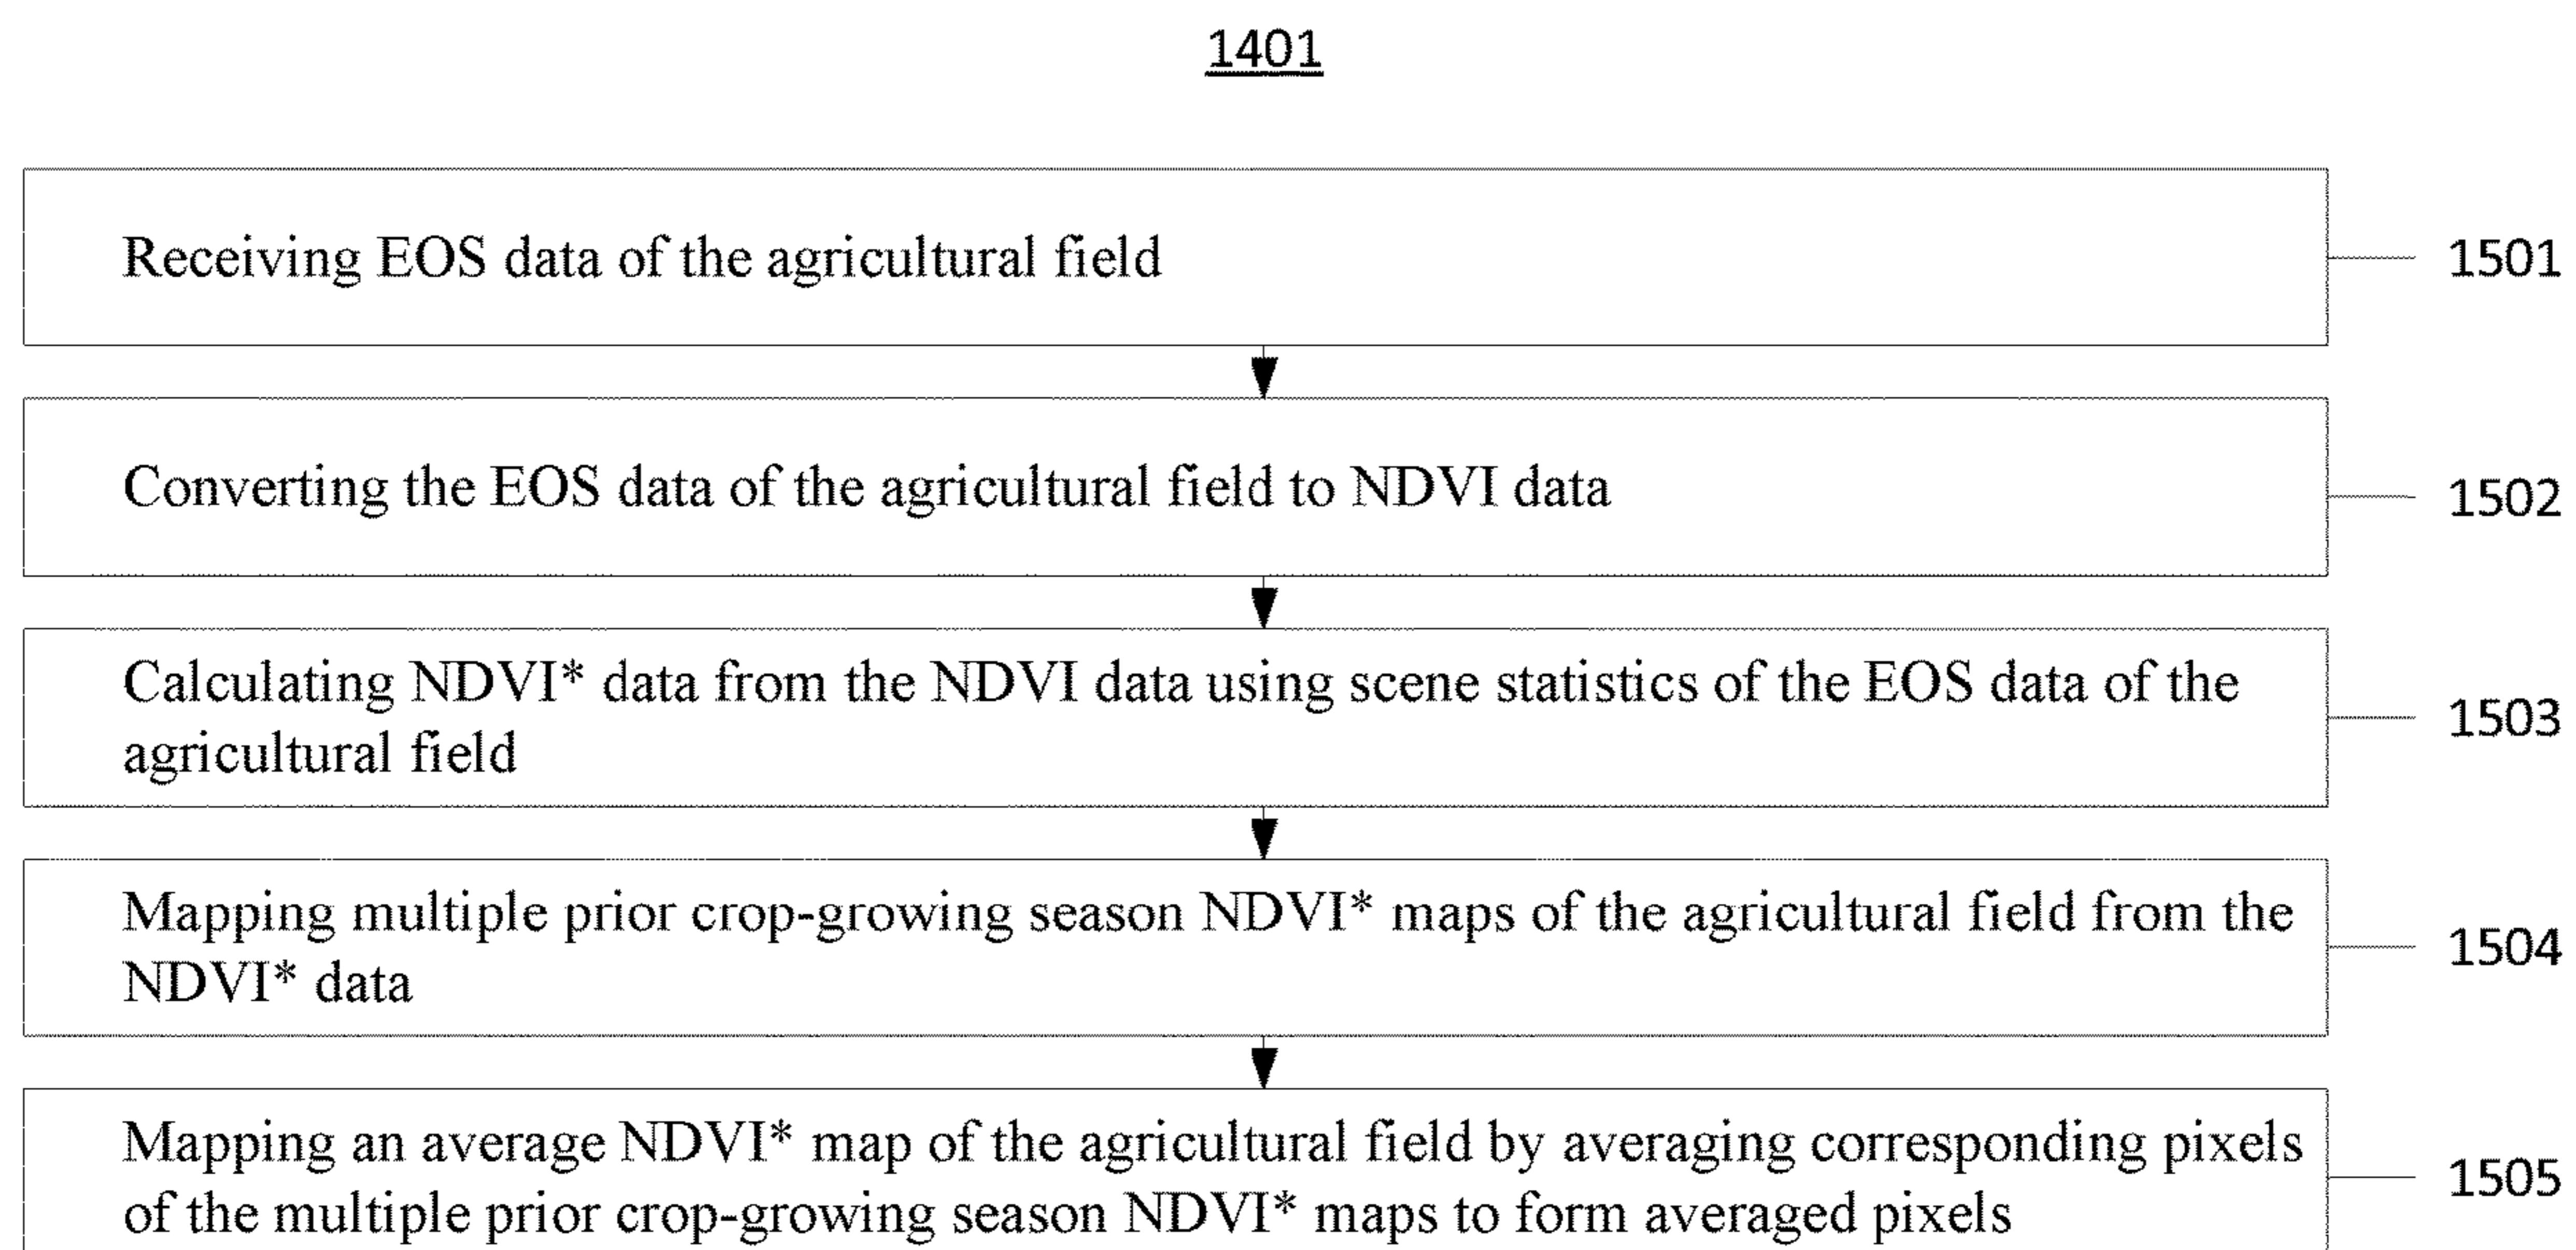 1401
Receiving EOS data of the agricultural field
1501
Converting the EOS data of the agricultural field to NDVI data
1502
Calculating NDVI* data from the NDVI data using scene statistics of the EOS data of the
agricultural field
1503
Mapping multiple prior crop-growing season NDVI* maps of the agricultural field from the
NDVI* data
1504
Mapping an average NDVI* map of the agricultural field by averaging corresponding pixels
of the multiple prior crop-growing season NDVI* maps to form averaged pixels
1505